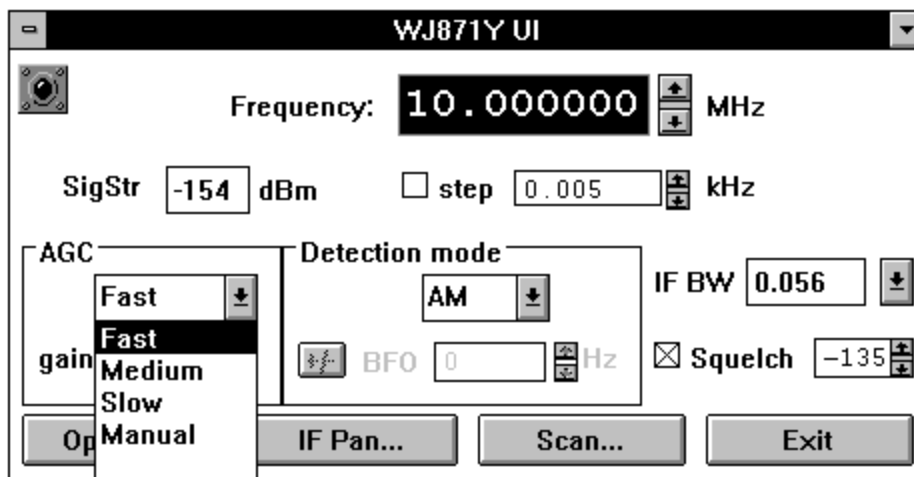 WJ871Y UI
Frequency: 10.000000 MHz
SigStr -154 dBm step 0.005 kHz
AGC
Fast
Fast
Medium
Slow
Manual
gain
Detection mode
AM
BFO 0 Hz
IF BW 0.056
Squelch -135
Op
IF Pan...
Scan...
Exit